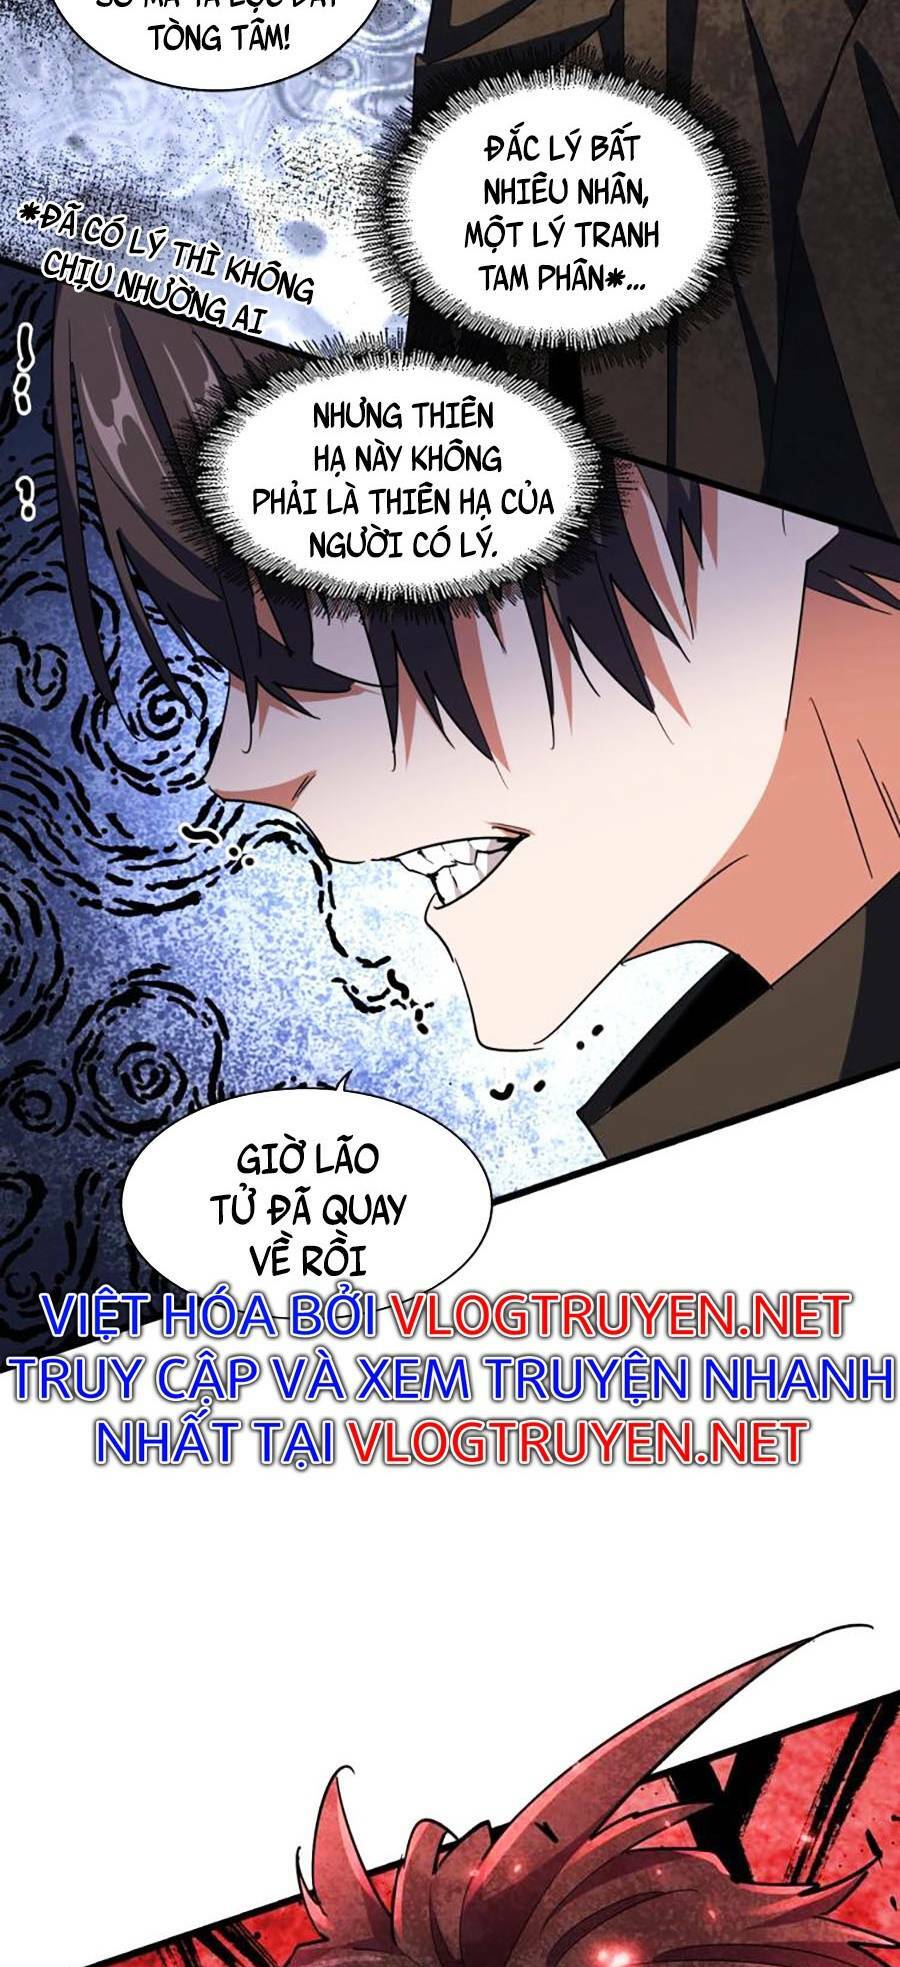 TÒNG TÂM!
ĐẮC LÝ BẤT
NHIÊU NHÂN,
MỘT LÝ TRANH
TAM PHÂN*...
*ĐÃ CÓ LÝ THÌ KHÔNG
CHỊU NHƯỜNG AI
NHƯNG THIÊN
HẠ NÀY KHÔNG
PHẢI LÀ THIÊN HẠ CỦA
NGƯỜI CÓ LÝ.
GIỜ LÃO
TỬ ĐÃ QUAY
VỀ RỒI
VIỆT HÓA BỞI VLOGTRUYEN.NET
TRUY CẬP VÀ XEM TRUYỆN NHANH
NHẤT TẠI VLOGTRUYEN.NET